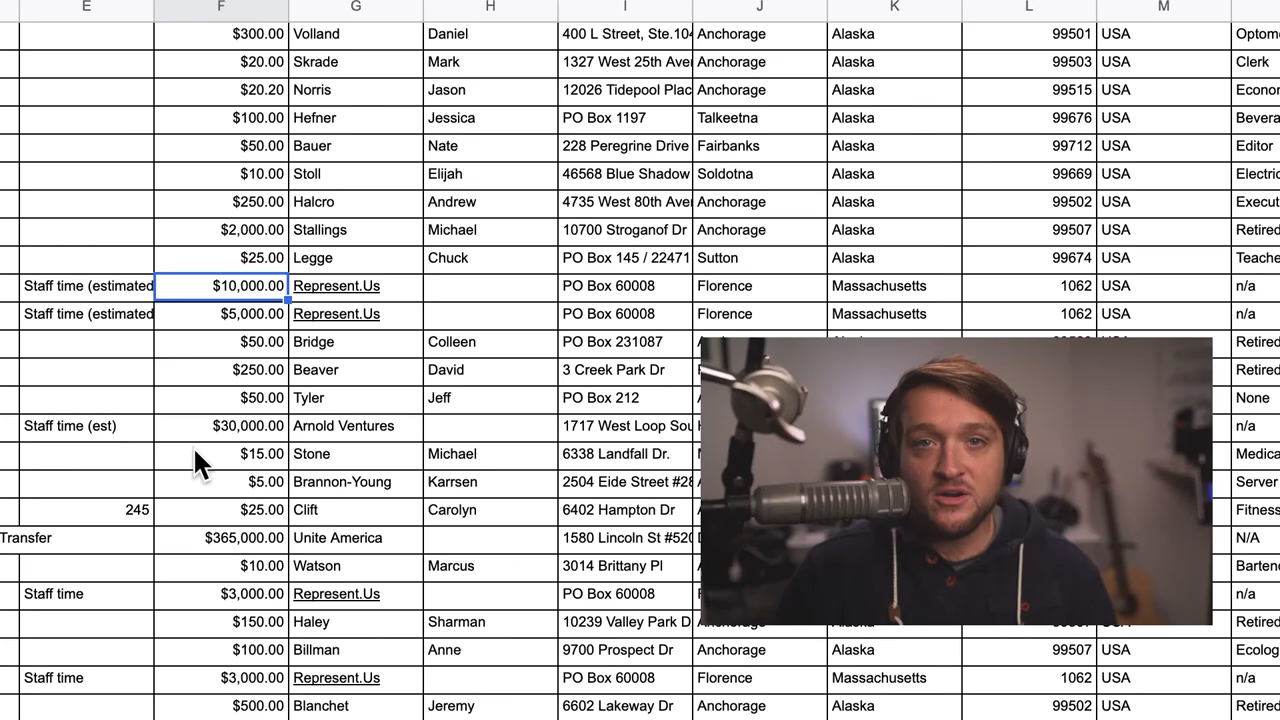 E F G H I J K L M
$300.00 Volland Daniel 400 L Street, Ste.104 Anchorage Alaska 99501 USA Optom
$20.00 Skrade Mark 1327 West 25th Aven Anchorage Alaska 99503 USA Clerk
$20.20 Norris Jason 12026 Tidepool Plac Anchorage Alaska 99515 USA Econor
$100.00 Hefner Jessica PO Box 1197 Talkeetna Alaska 99676 USA Bevera
$50.00 Bauer Nate 228 Peregrine Drive Fairbanks Alaska 99712 USA Editor
$10.00 Stoll Elijah 46568 Blue Shadow Soldotna Alaska 99669 USA Electric
$250.00 Halcro Andrew 4735 West 80th Aven Anchorage Alaska 99502 USA Execut
$2,000.00 Stallings Michael 10700 Stroganof Dr Anchorage Alaska 99507 USA Retired
$25.00 Legge Chuck PO Box 145 / 22471 Sutton Alaska 99674 USA Teache
Staff time (estimated $10,000.00 Represent.Us PO Box 60008 Florence Massachusetts 1062 USA n/a
Staff time (estimated $5,000.00 Represent.Us PO Box 60008 Florence Massachusetts 1062 USA n/a
$50.00 Bridge Colleen PO Box 231087 Retired
$250.00 Beaver David 3 Creek Park Dr Retired
$50.00 Tyler Jeff PO Box 212 None
Staff time (est) $30,000.00 Arnold Ventures 1717 West Loop Sou n/a
$15.00 Stone Michael 6338 Landfall Dr. Medica
$5.00 Brannon-Young Karrsen 2504 Eide Street #28 Server
245 $25.00 Clift Carolyn 6402 Hampton Dr Fitness
Transfer $365,000.00 Unite America 1580 Lincoln St #520 N/A
$10.00 Watson Marcus 3014 Brittany Pl Barten
Staff time $3,000.00 Represent.Us PO Box 60008 n/a
$150.00 Haley Sharman 10239 Valley Park D Anchorage Alaska USA Retired
$100.00 Billman Anne 9700 Prospect Dr Anchorage Alaska 99507 USA Ecolog
Staff time $3,000.00 Represent.Us PO Box 60008 Florence Massachusetts 1062 USA n/a
$500.00 Blanchet Jeremy 6602 Lakeway Dr Anchorage Alaska 99502 USA Retired